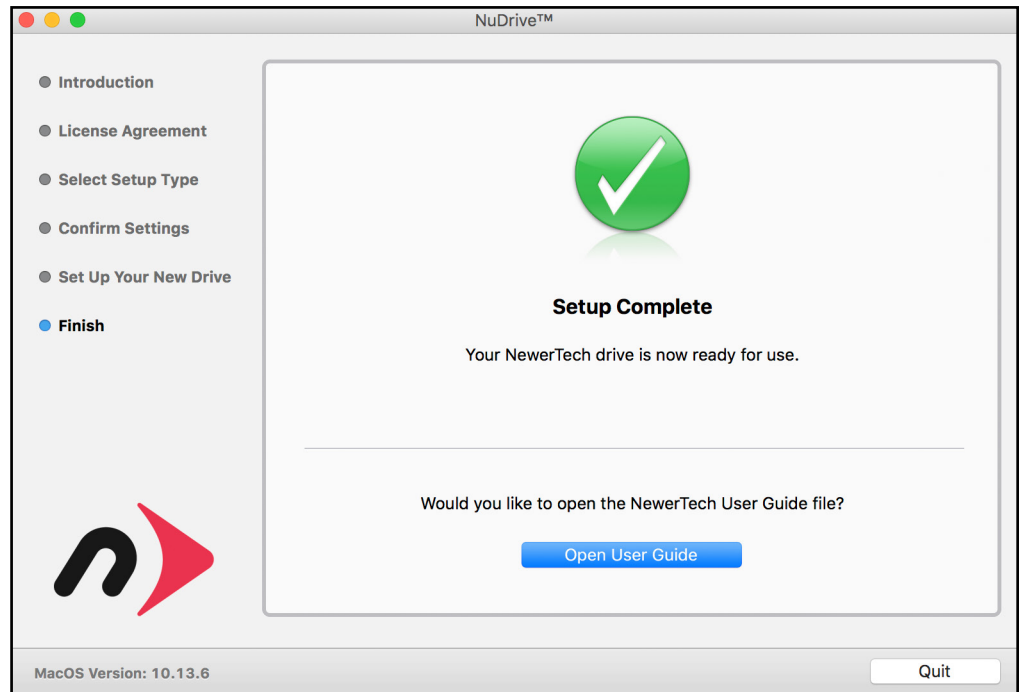 NuDrive™
Introduction
License Agreement
Select Setup Type
Confirm Settings
Set Up Your New Drive
Finish
Setup Complete
Your NewerTech drive is now ready for use.
Would you like to open the NewerTech User Guide file?
Open User Guide
MacOS Version: 10.13.6
Quit